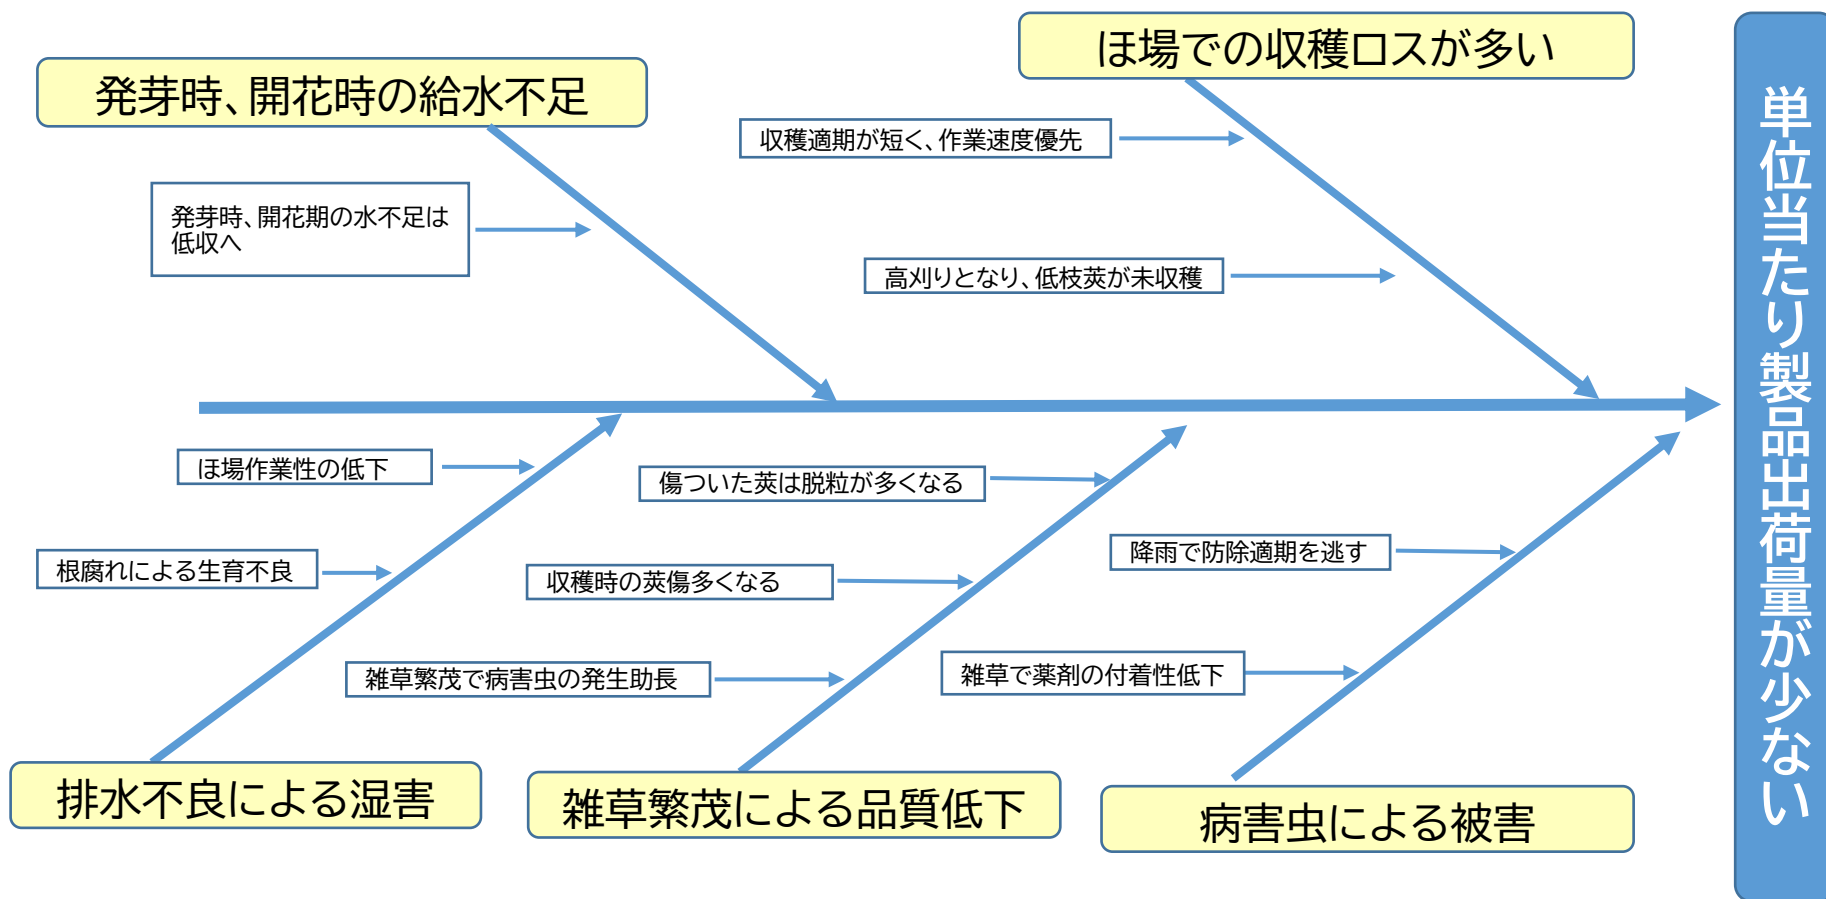 ほ場での収穫ロスが多い
発芽時、開花時の給水不足
収穫適期が短く、作業速度優先
発芽時、開花期の水不足は
低収へ
高刈りとなり、低枝莢が未収穫
単位当たり製品出荷量が少ない
ほ場作業性の低下
傷ついた莢は脱粒が多くなる
降雨で防除適期を逃す
根腐れによる生育不良
収穫時の莢傷多くなる
雑草繁茂で病害虫の発生助長
雑草で薬剤の付着性低下
排水不良による湿害
雑草繁茂による品質低下
病害虫による被害